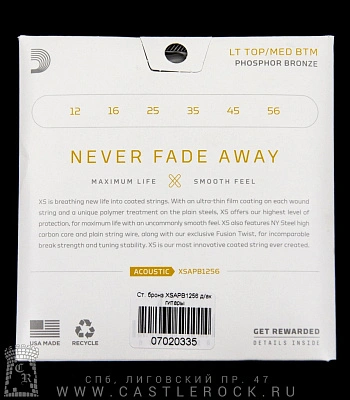 LT TOP/MED BTM
PHOSPHOR BRONZE
12 16 25 35 45 56
NEVER FADE AWAY
MAXIMUM LIFE XS SMOOTH FEEL
XS is breathing new life into coated strings. With an ultra-thin film coating on each wound
string and a unique polymer treatment on the plain steels, XS offers our highest level of
protection, for maximum life with an uncommonly smooth feel. XS also features NY Steel high
carbon core and plain string wire, along with our exclusive Fusion Twist, for incomparable
break strength and tuning stability. XS is our most innovative coated string ever created.
ACOUSTIC XSAPB1256
Ст. брона XSAPB1256 д/ак
гитары
07020335
USA MADE
RECYCLE
GET REWARDED
DETAILS INSIDE
CR
СПб, ЛИГОВСКИЙ ПР. 47
WWW.CASTLEROCK.RU